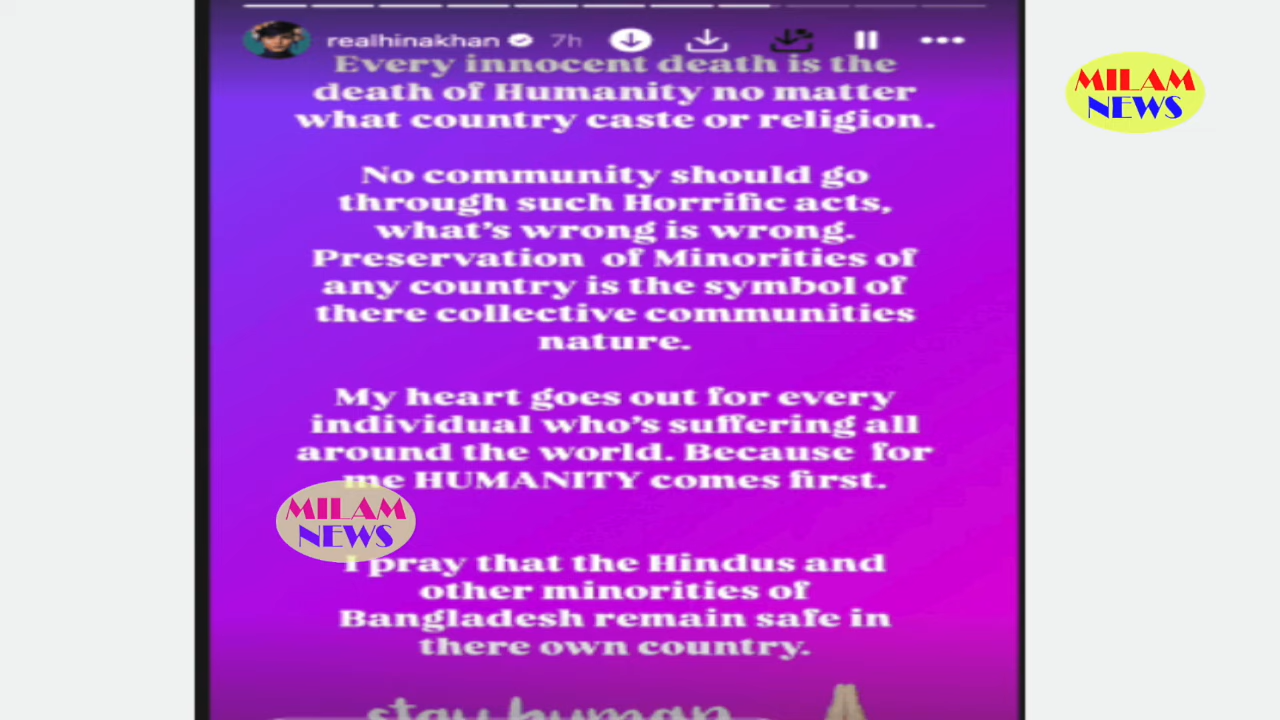 realhinakhan 7h
MILAM
NEWS
Every innocent death is the
death of Humanity no matter
what country caste or religion.
No community should go
through such Horrific acts,
what's wrong is wrong.
Preservation of Minorities of
any country is the symbol of
there collective communities
nature.
My heart goes out for every
individual who's suffering all
around the world. Because for
me HUMANITY comes first.
MILAM
NEWS
I pray that the Hindus and
other minorities of
Bangladesh remain safe in
there own country.
stay human